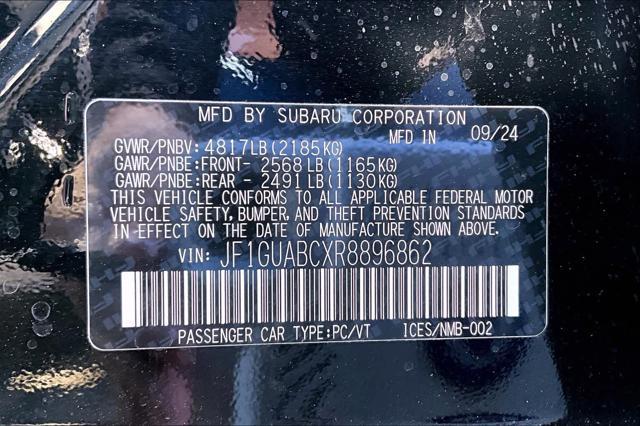 MFD BY SUBARU CORPORATION
MFD IN 09/24
GVWR/PNBV: 4817LB (2185KG)
GAWR/PNBE:FRONT- 2568 LB (1165KG)
GAWR/PNBE:REAR - 2491 LB (1130KG)
THIS VEHICLE CONFORMS TO ALL APPLICABLE FEDERAL MOTOR
VEHICLE SAFETY, BUMPER, AND THEFT PREVENTION STANDARDS
IN EFFECT ON THE DATE OF MANUFACTURE SHOWN ABOVE.
VIN: JF1GUABCXR8896862
PASSENGER CAR TYPE:PC/VT ICES/NMB-002